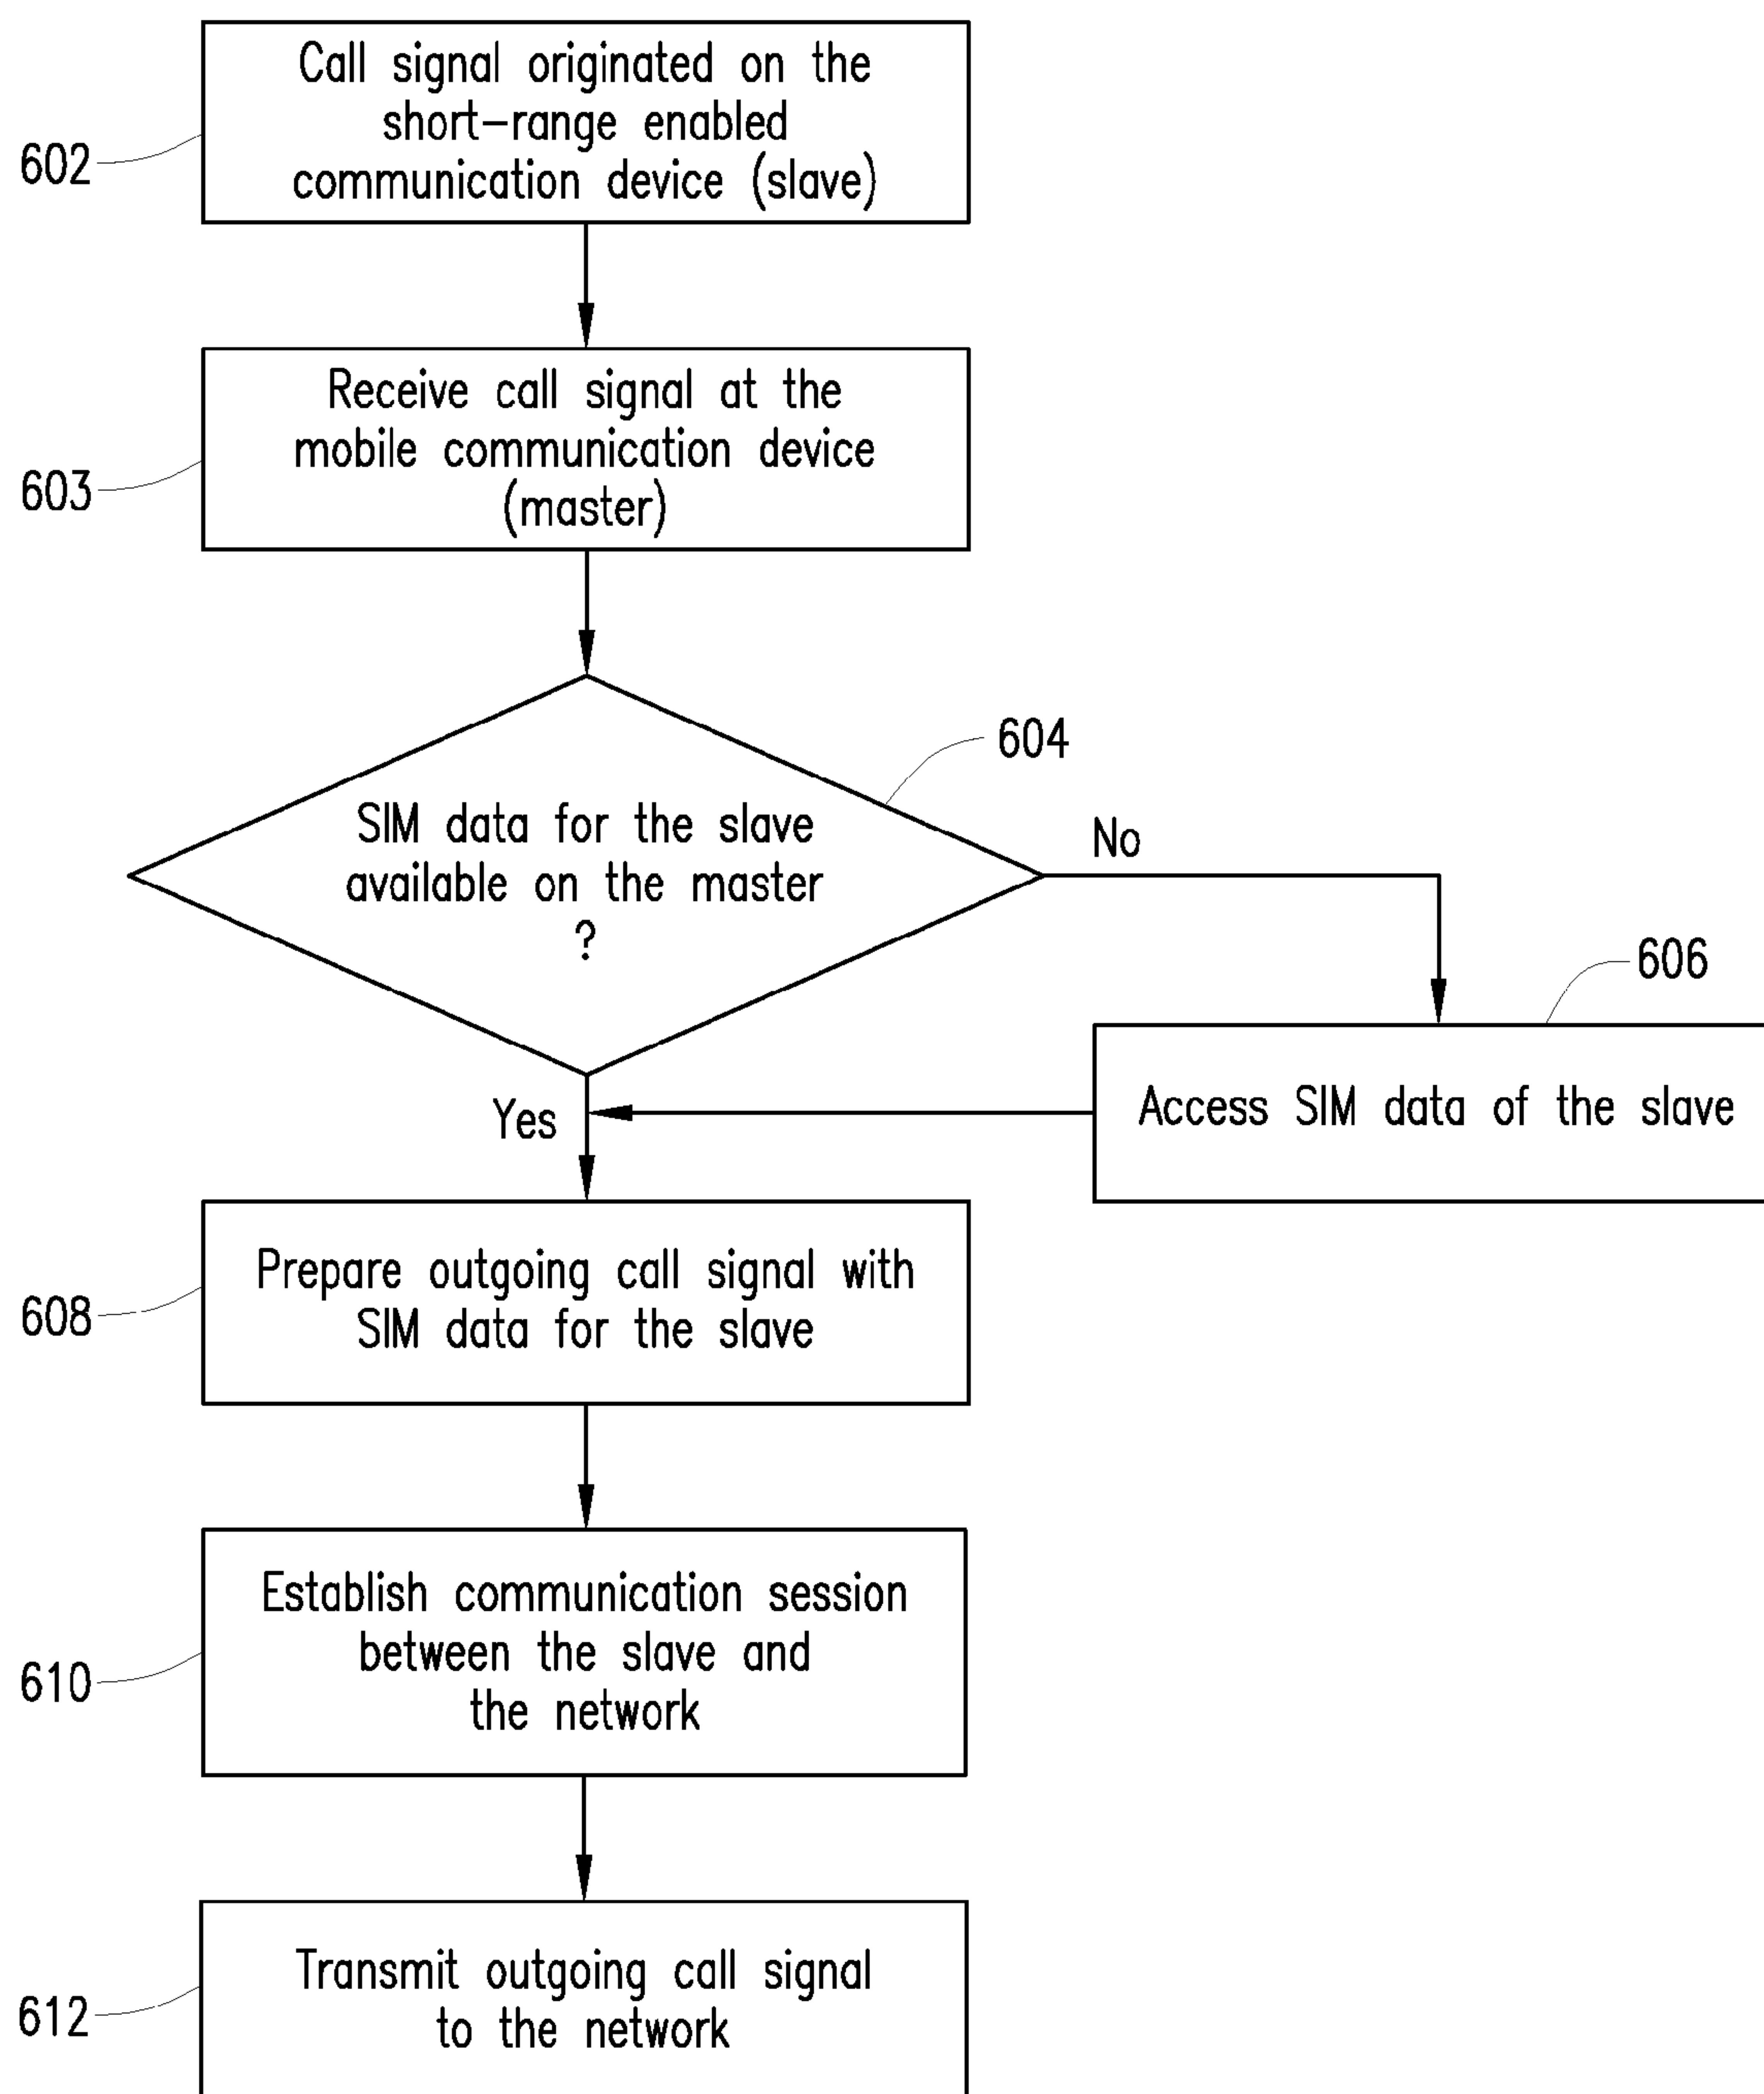 Call signal originated on the
short-range enabled
communication device (slave)
602
Receive call signal at the
mobile communication device
(master)
603
604
SIM data for the slave
available on the master
?
No
606
Access SIM data of the slave
Yes
Prepare outgoing call signal with
SIM data for the slave
608
Establish communication session
between the slave and
the network
610
Transmit outgoing call signal
to the network
612